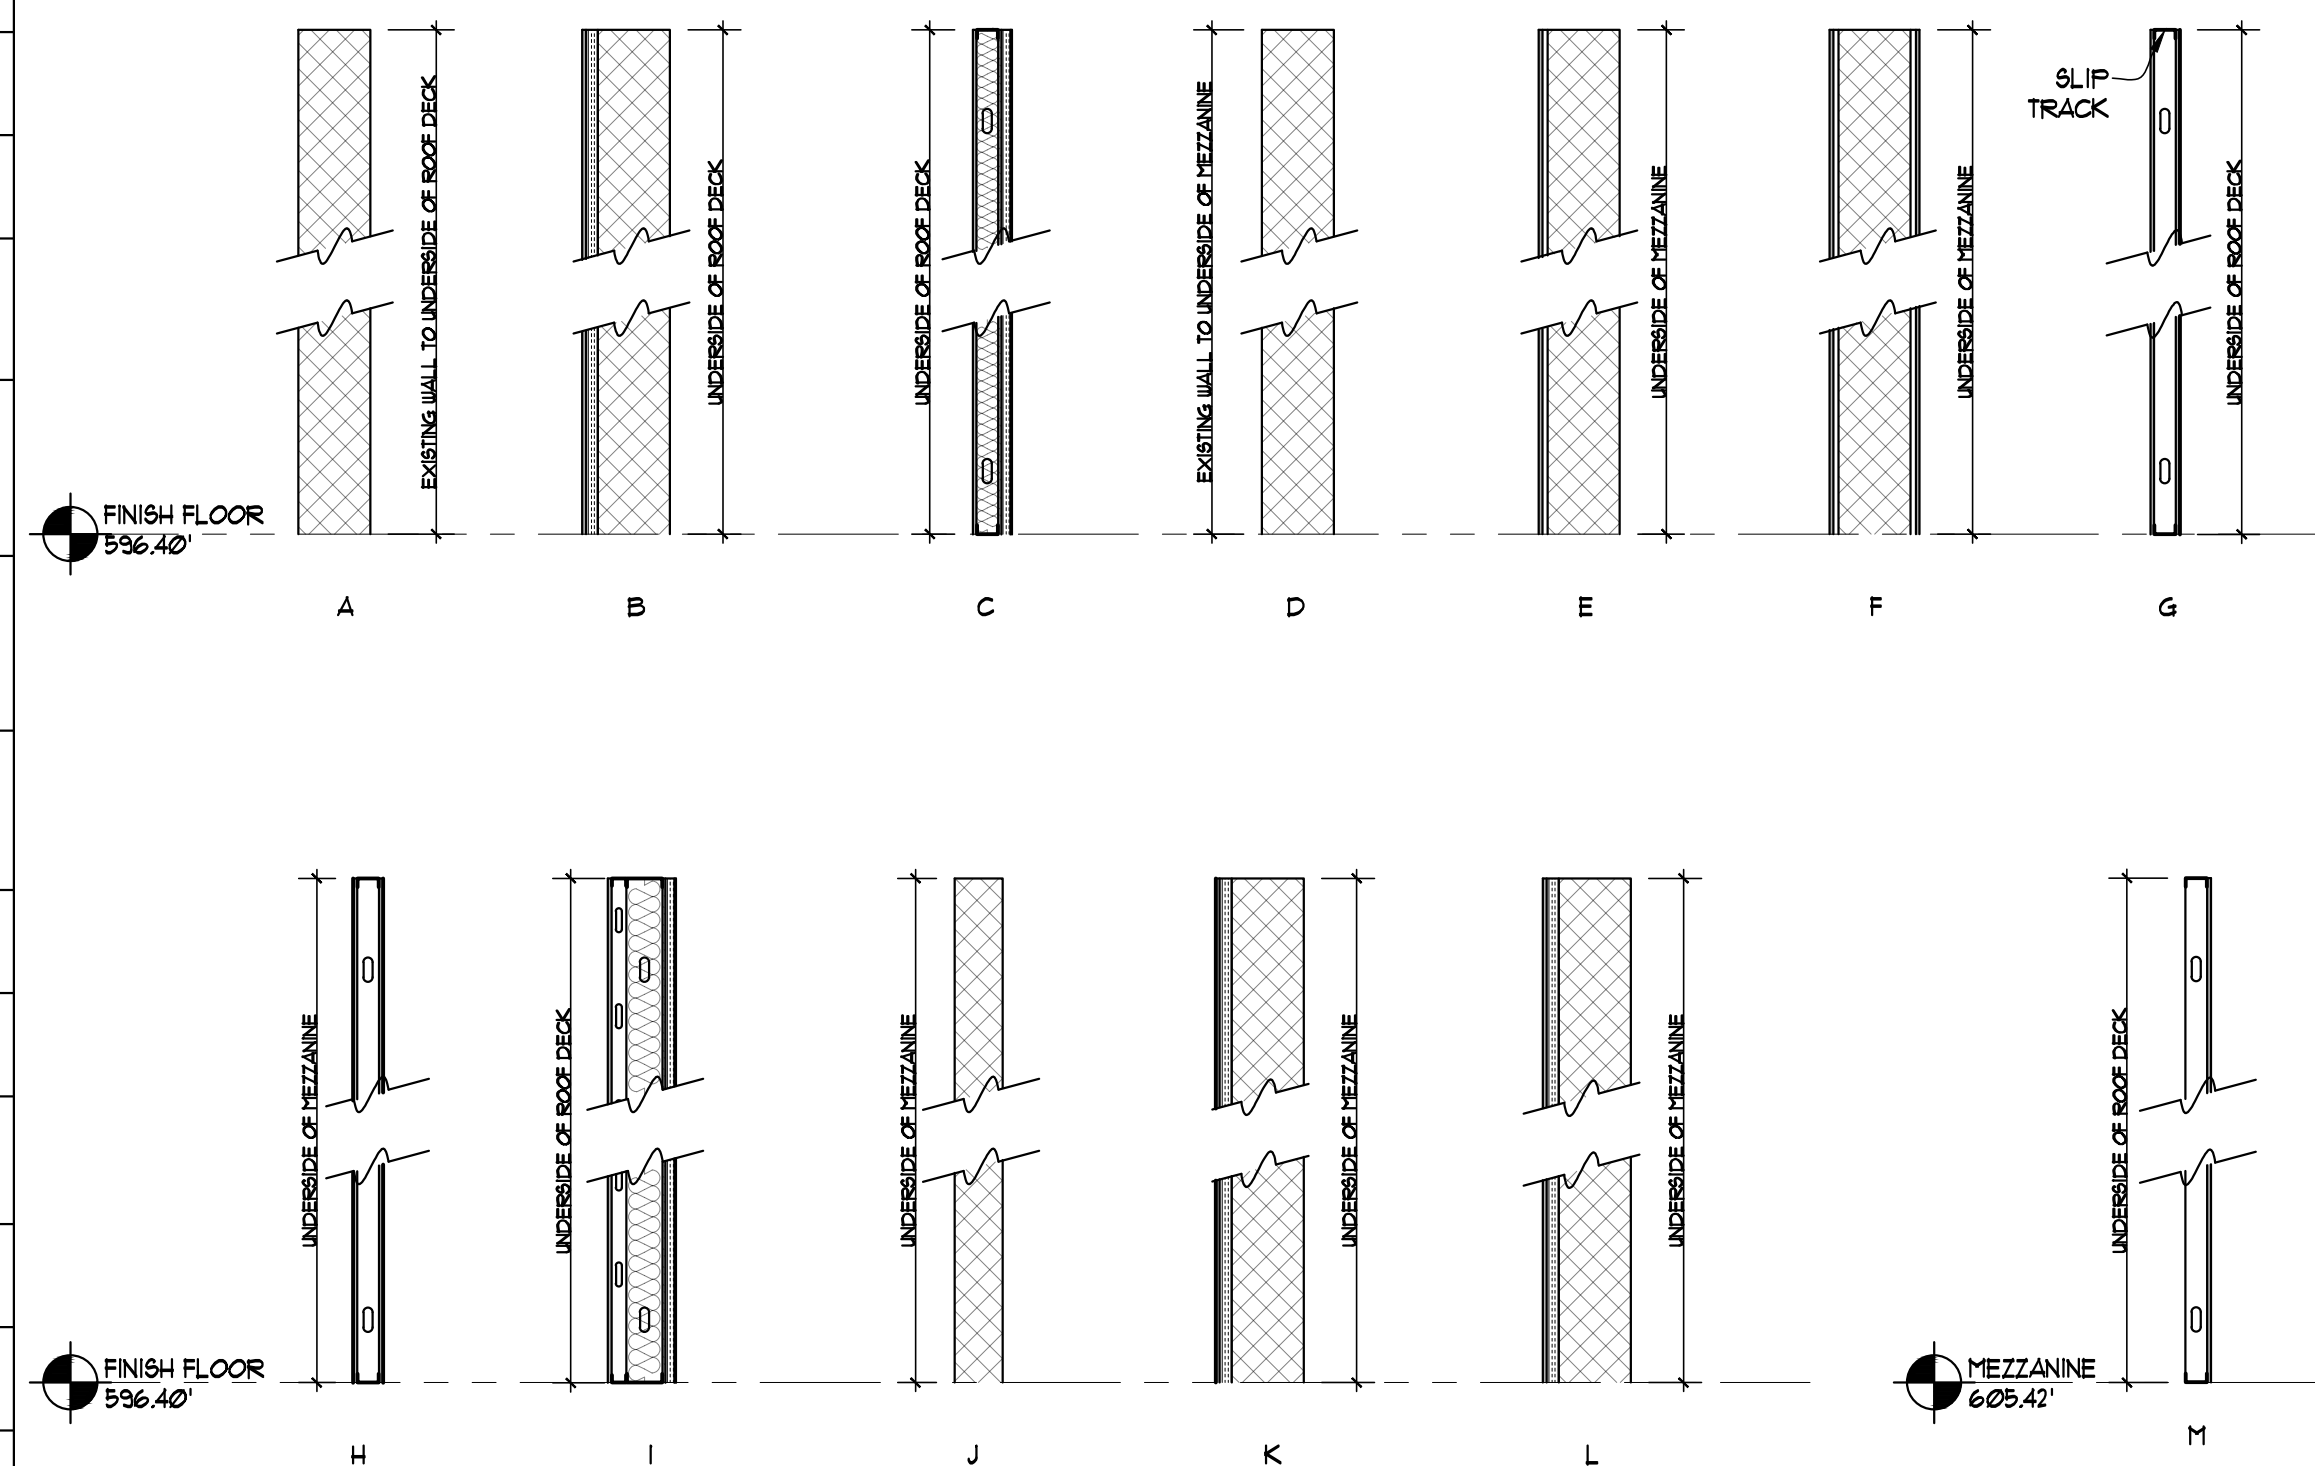 EXISTING WALL TO UNDERSIDE OF ROOF DECK
UNDERSIDE OF ROOF DECK
UNDERSIDE OF ROOF DECK
EXISTING WALL TO UNDERSIDE OF MEZZANINE
UNDERSIDE OF MEZZANINE
UNDERSIDE OF MEZZANINE
SLIP
TRACK
UNDERSIDE OF ROOF DECK
FINISH FLOOR
596.40'
A
B
C
D
E
F
G
UNDERSIDE OF MEZZANINE
UNDERSIDE OF ROOF DECK
UNDERSIDE OF MEZZANINE
UNDERSIDE OF MEZZANINE
UNDERSIDE OF MEZZANINE
UNDERSIDE OF ROOF DECK
FINISH FLOOR
596.40'
MEZZANINE
605.42'
H
I
J
K
L
M